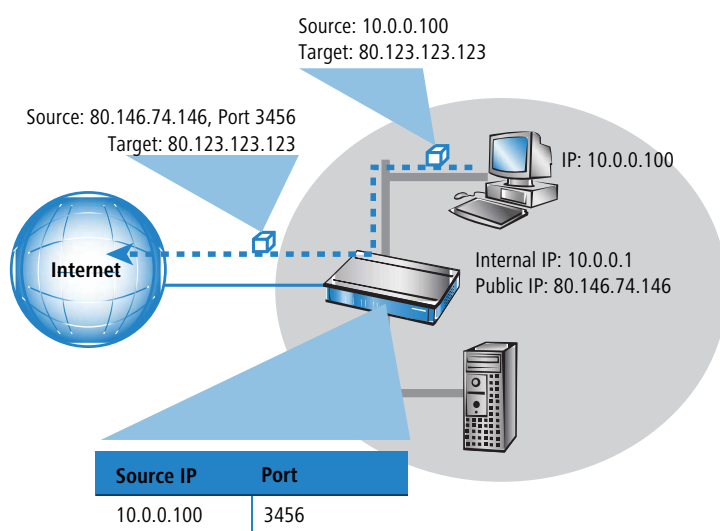 Source: 10.0.0.100
Target: 80.123.123.123
Source: 80.146.74.146, Port 3456
Target: 80.123.123.123
IP: 10.0.0.100
Internet
Internal IP: 10.0.0.1
Public IP: 80.146.74.146
Source IP Port
10.0.0.100 3456